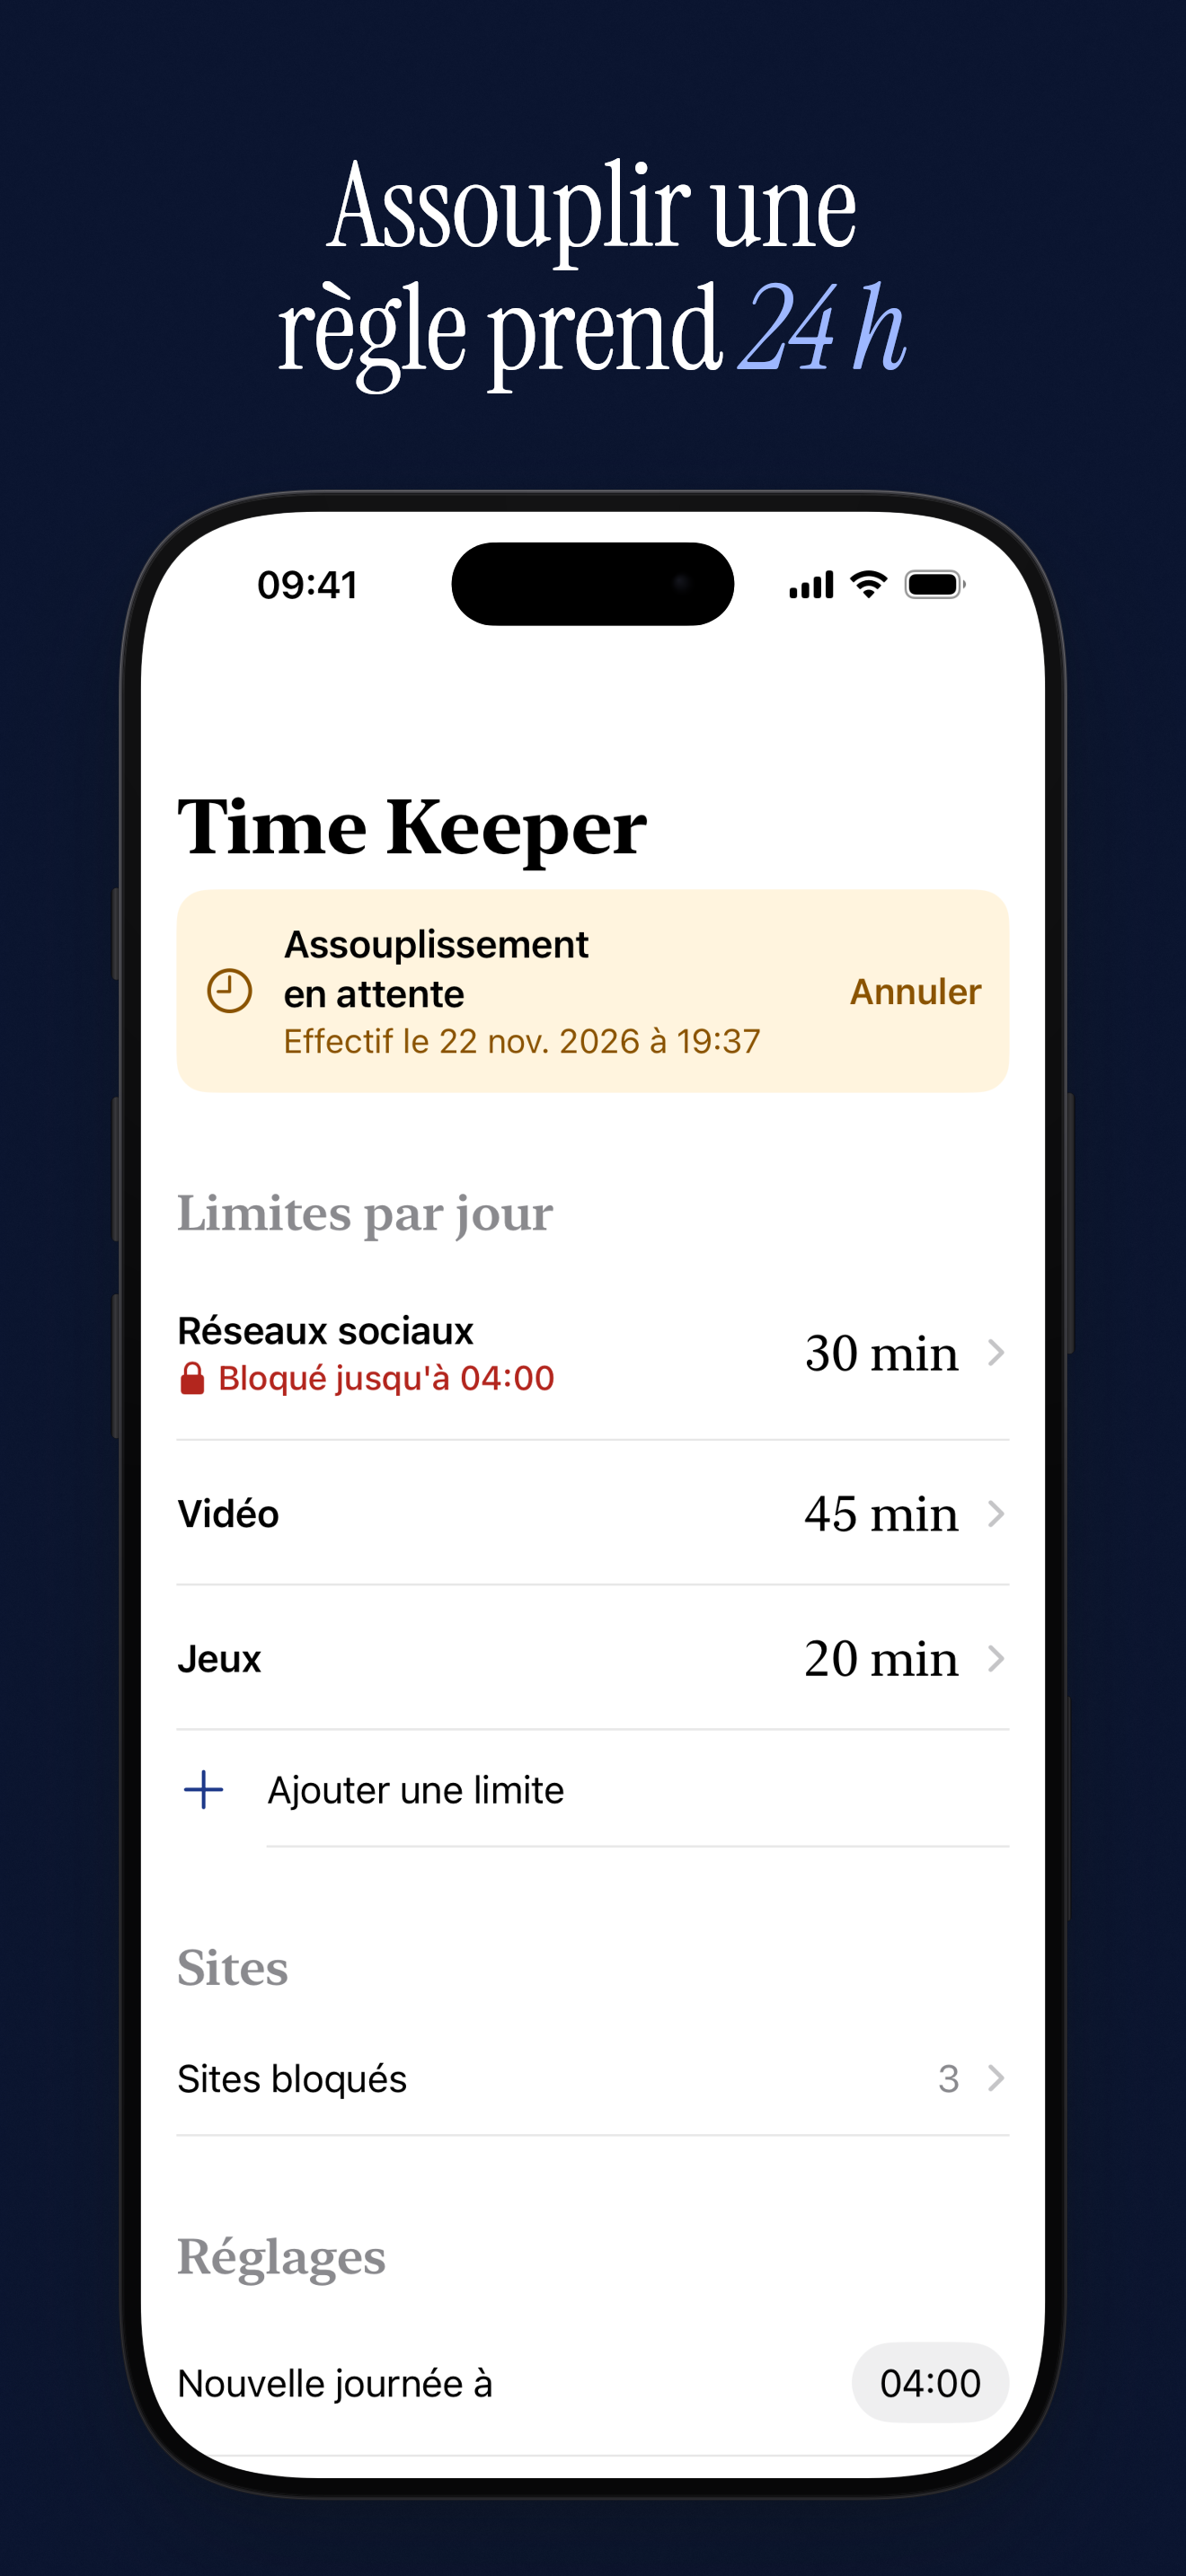 Assouplir une
règle prend 24 h
09:41
Time Keeper
Assouplissement
en attente
Annuler
Effectif le 22 nov. 2026 à 19:37
Limites par jour
Réseaux sociaux
Bloqué jusqu'à 04:00
30 min
Vidéo
45 min
Jeux
20 min
Ajouter une limite
Sites
Sites bloqués
3
Réglages
Nouvelle journée à
04:00